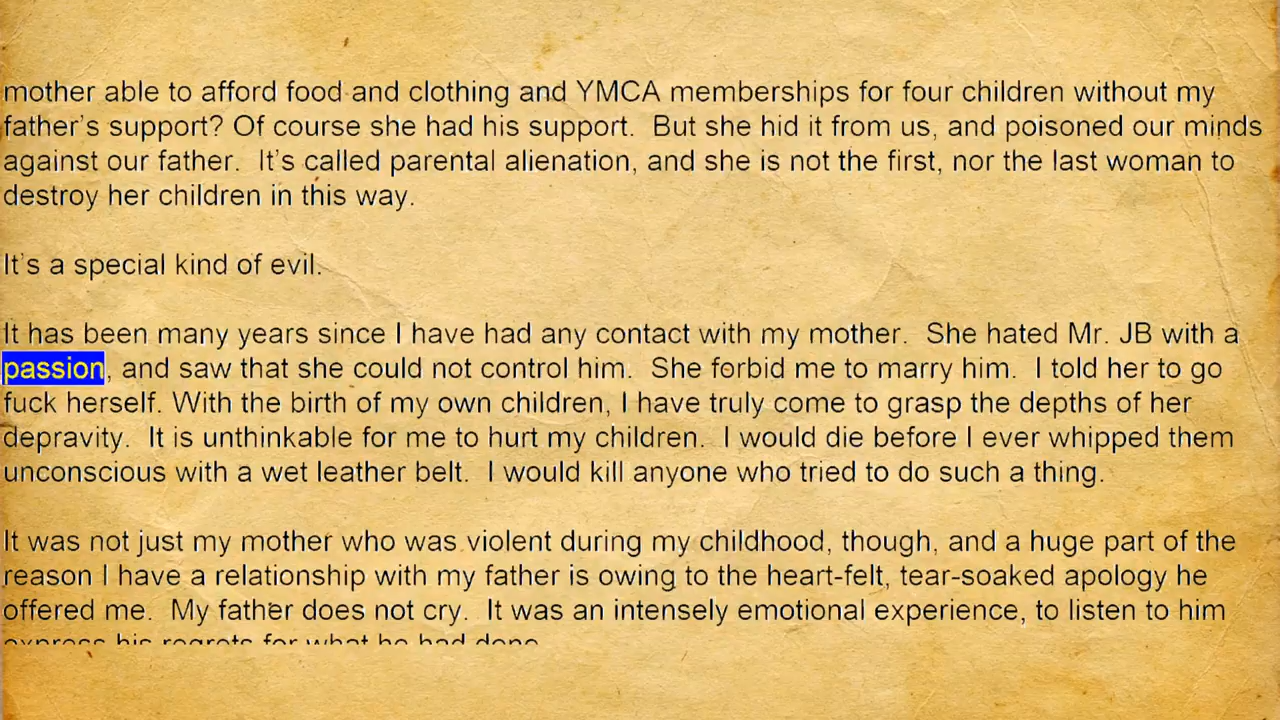 mother able to afford food and clothing and YMCA memberships for four children without my
father's support? Of course she had his support.  But she hid it from us, and poisoned our minds
against our father.  It's called parental alienation, and she is not the first, nor the last woman to
destroy her children in this way.
It's a special kind of evil.
It has been many years since I have had any contact with my mother.  She hated Mr. JB with a
passion, and saw that she could not control him.  She forbid me to marry him.  I told her to go
fuck herself. With the birth of my own children, I have truly come to grasp the depths of her
depravity.  It is unthinkable for me to hurt my children.  I would die before I ever whipped them
unconscious with a wet leather belt.  I would kill anyone who tried to do such a thing.
It was not just my mother who was violent during my childhood, though, and a huge part of the
reason I have a relationship with my father is owing to the heart-felt, tear-soaked apology he
offered me.  My father does not cry.  It was an intensely emotional experience, to listen to him
express his regrets for what he had done